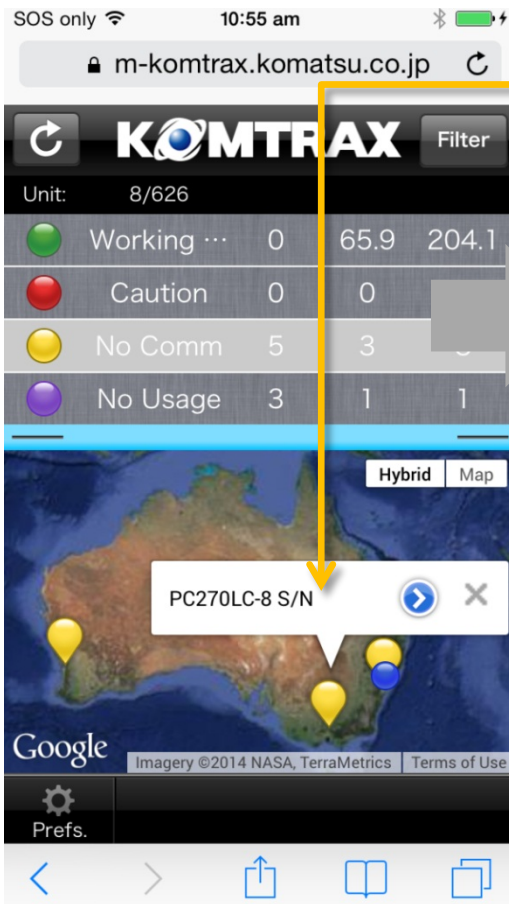 SOS only 10:55 am
m-komtrax.komatsu.co.jp
KOMTRAX Filter
Unit: 8/626
Working ⋯ 0 65.9 204.1
Caution 0 0
No Comm 5 3
No Usage 3 1 1
Hybrid Map
PC270LC-8 S/N
Google Imagery ©2014 NASA, TerraMetrics Terms of Use
Prefs.